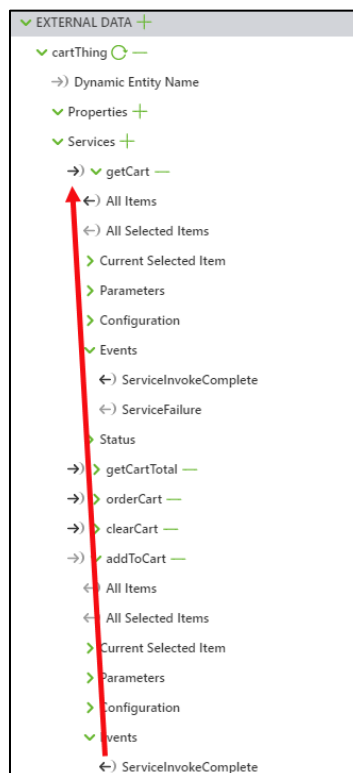 EXTERNAL DATA
cartThing
Dynamic Entity Name
Properties
Services
getCart
All Items
All Selected Items
Current Selected Item
Parameters
Configuration
Events
ServiceInvokeComplete
ServiceFailure
Status
getCartTotal
orderCart
clearCart
addToCart
All Items
All Selected Items
Current Selected Item
Parameters
Configuration
Events
ServiceInvokeComplete